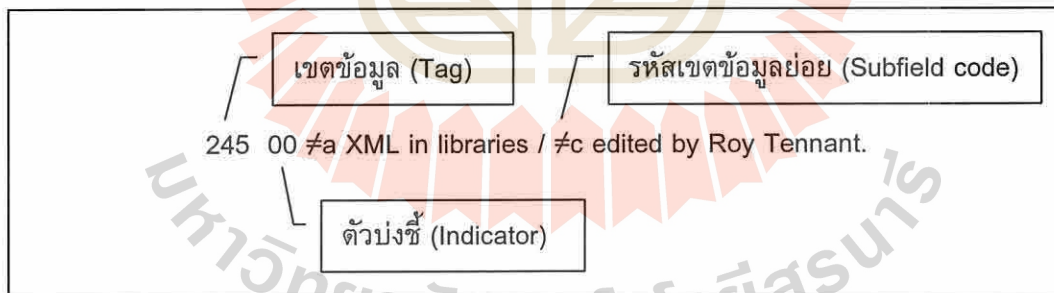 เขตข้อมูล (Tag)
รหัสเขตข้อมูลย่อย (Subfield code)
245 00 ≠a XML in libraries / ≠c edited by Roy Tennant.
ตัวบ่งชี้ (Indicator)